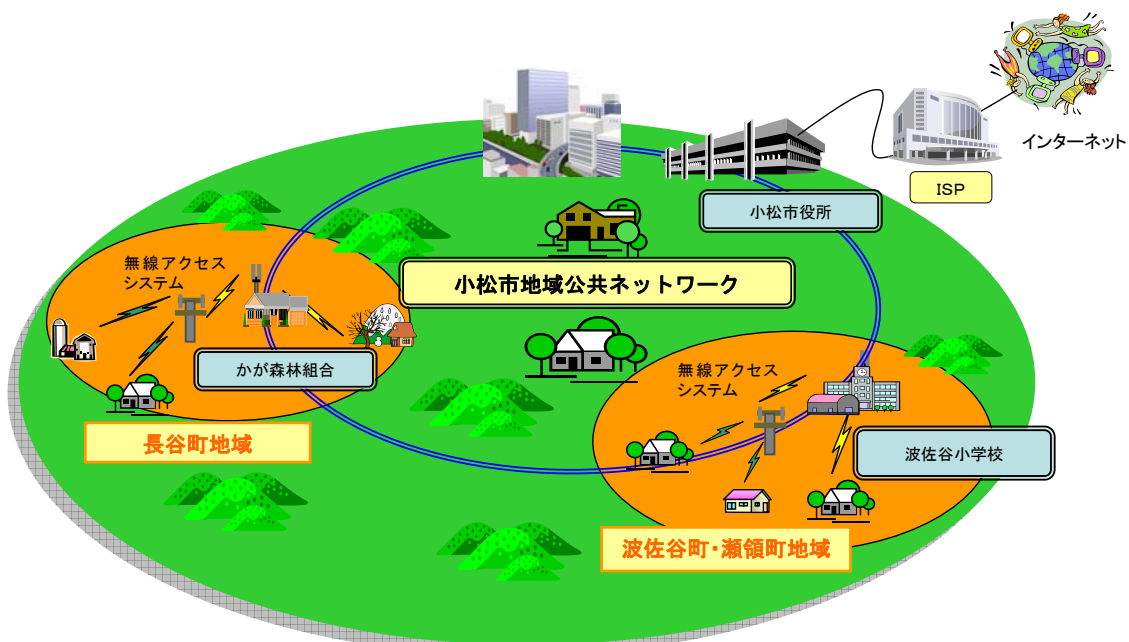 インターネット
ISP
小松市役所
無線アクセス
システム
小松市地域公共ネットワーク
かが森林組合
無線アクセス
システム
長谷町地域
波佐谷小学校
波佐谷町・瀬領町地域